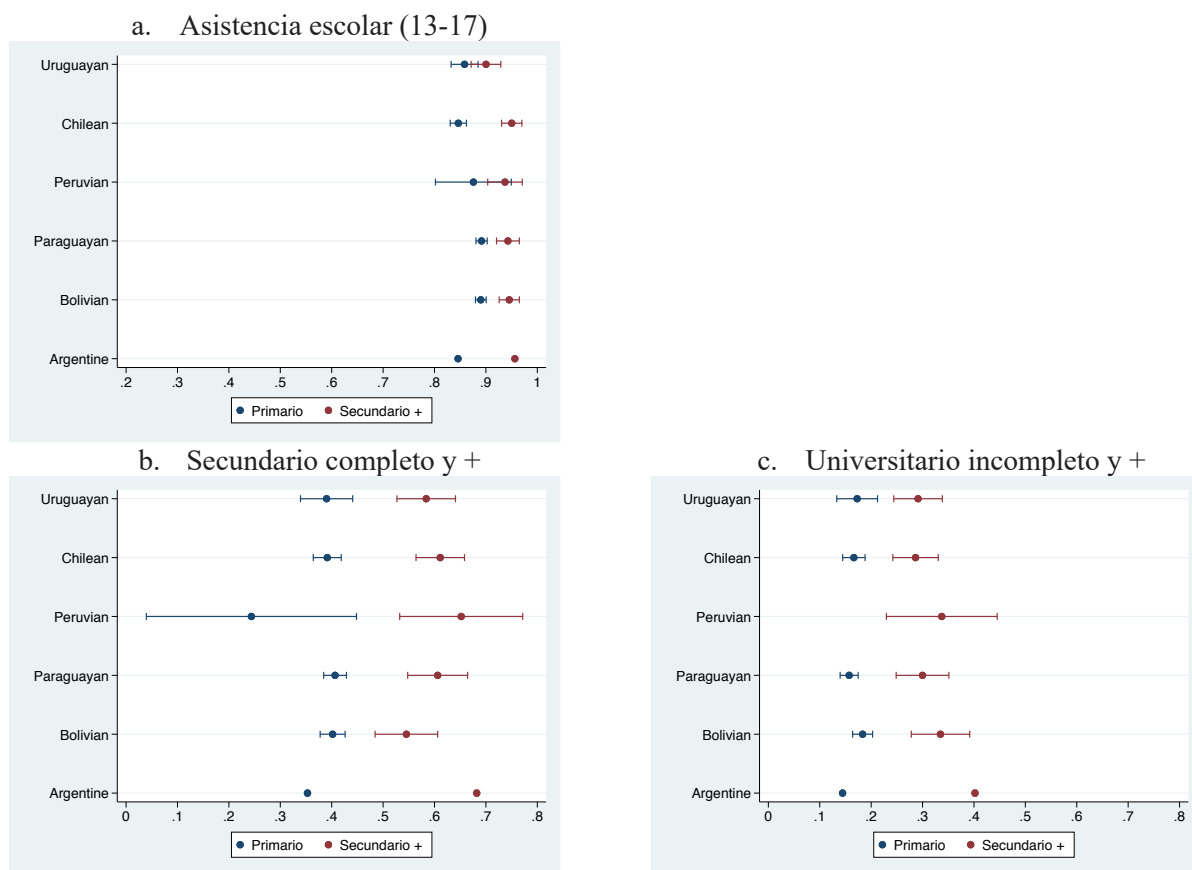 a. Asistencia escolar (13-17)
Uruguayan
Chilean
Peruvian
Paraguayan
Bolivian
Argentine
.2 .3 .4 .5 .6 .7 .8 .9 1
Primario Secundario +
b. Secundario completo y +
Uruguayan
Chilean
Peruvian
Paraguayan
Bolivian
Argentine
0 .1 .2 .3 .4 .5 .6 .7 .8
Primario Secundario +
c. Universitario incompleto y +
Uruguayan
Chilean
Peruvian
Paraguayan
Bolivian
Argentine
0 .1 .2 .3 .4 .5 .6 .7 .8
Primario Secundario +